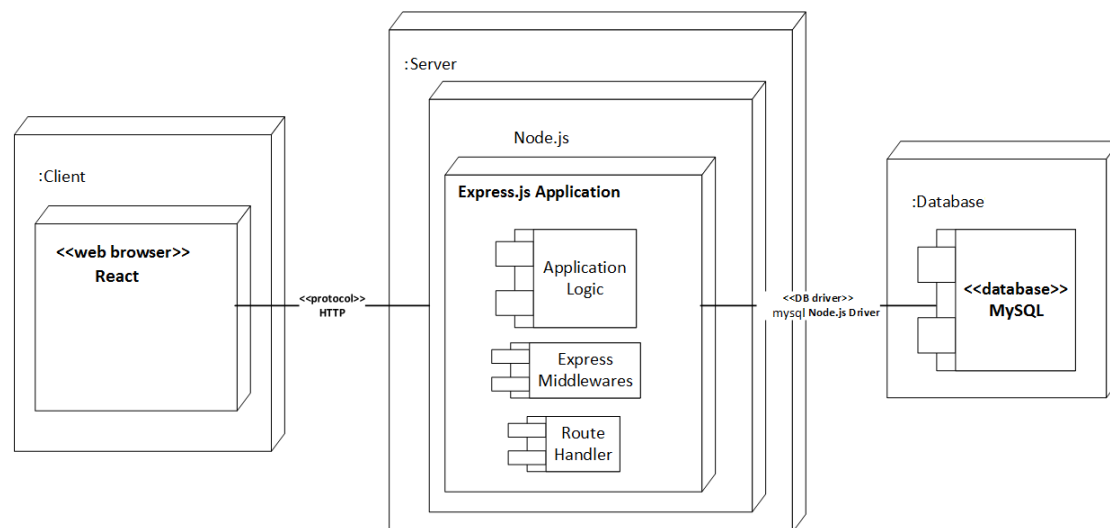 :Client
<<web browser>>
React
<<protocol>>
HTTP
:Server
Node.js
Express.js Application
Application
Logic
Express
Middlewares
Route
Handler
<<DB driver>>
mysql Node.js Driver
:Database
<<database>>
MySQL